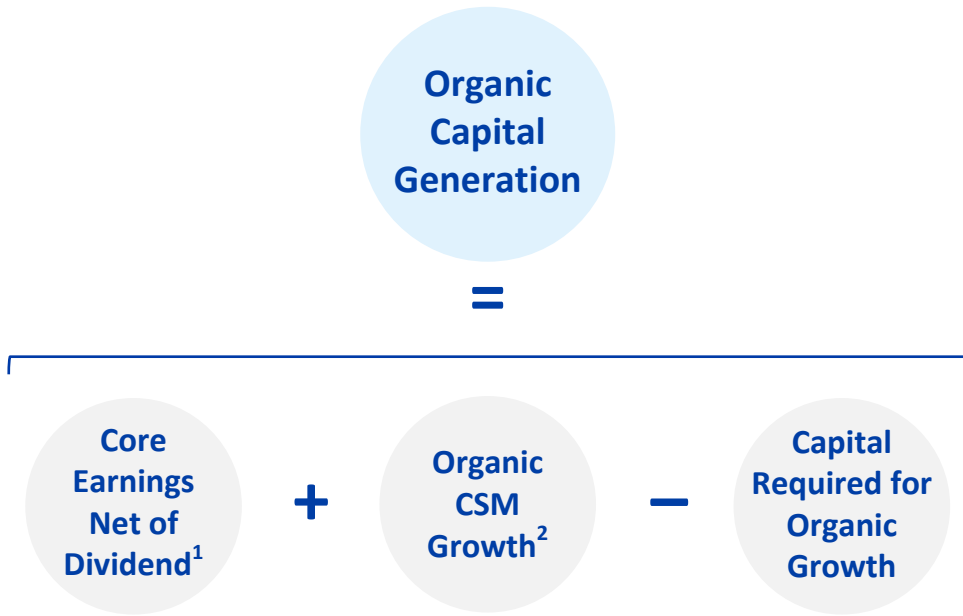 Organic
Capital
Generation
=
Core
Earnings
Net of
Dividend¹
+
Organic
CSM
Growth²
−
Capital
Required for
Organic
Growth